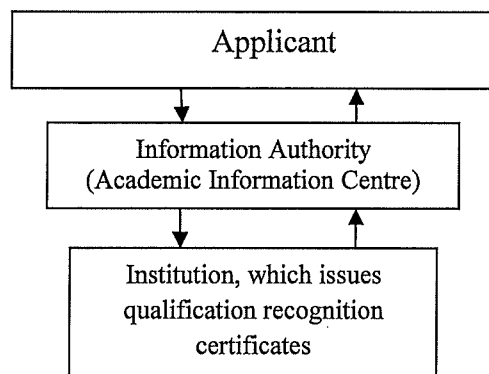 Applicant
Information Authority
(Academic Information Centre)
Institution, which issues
qualification recognition
certificates